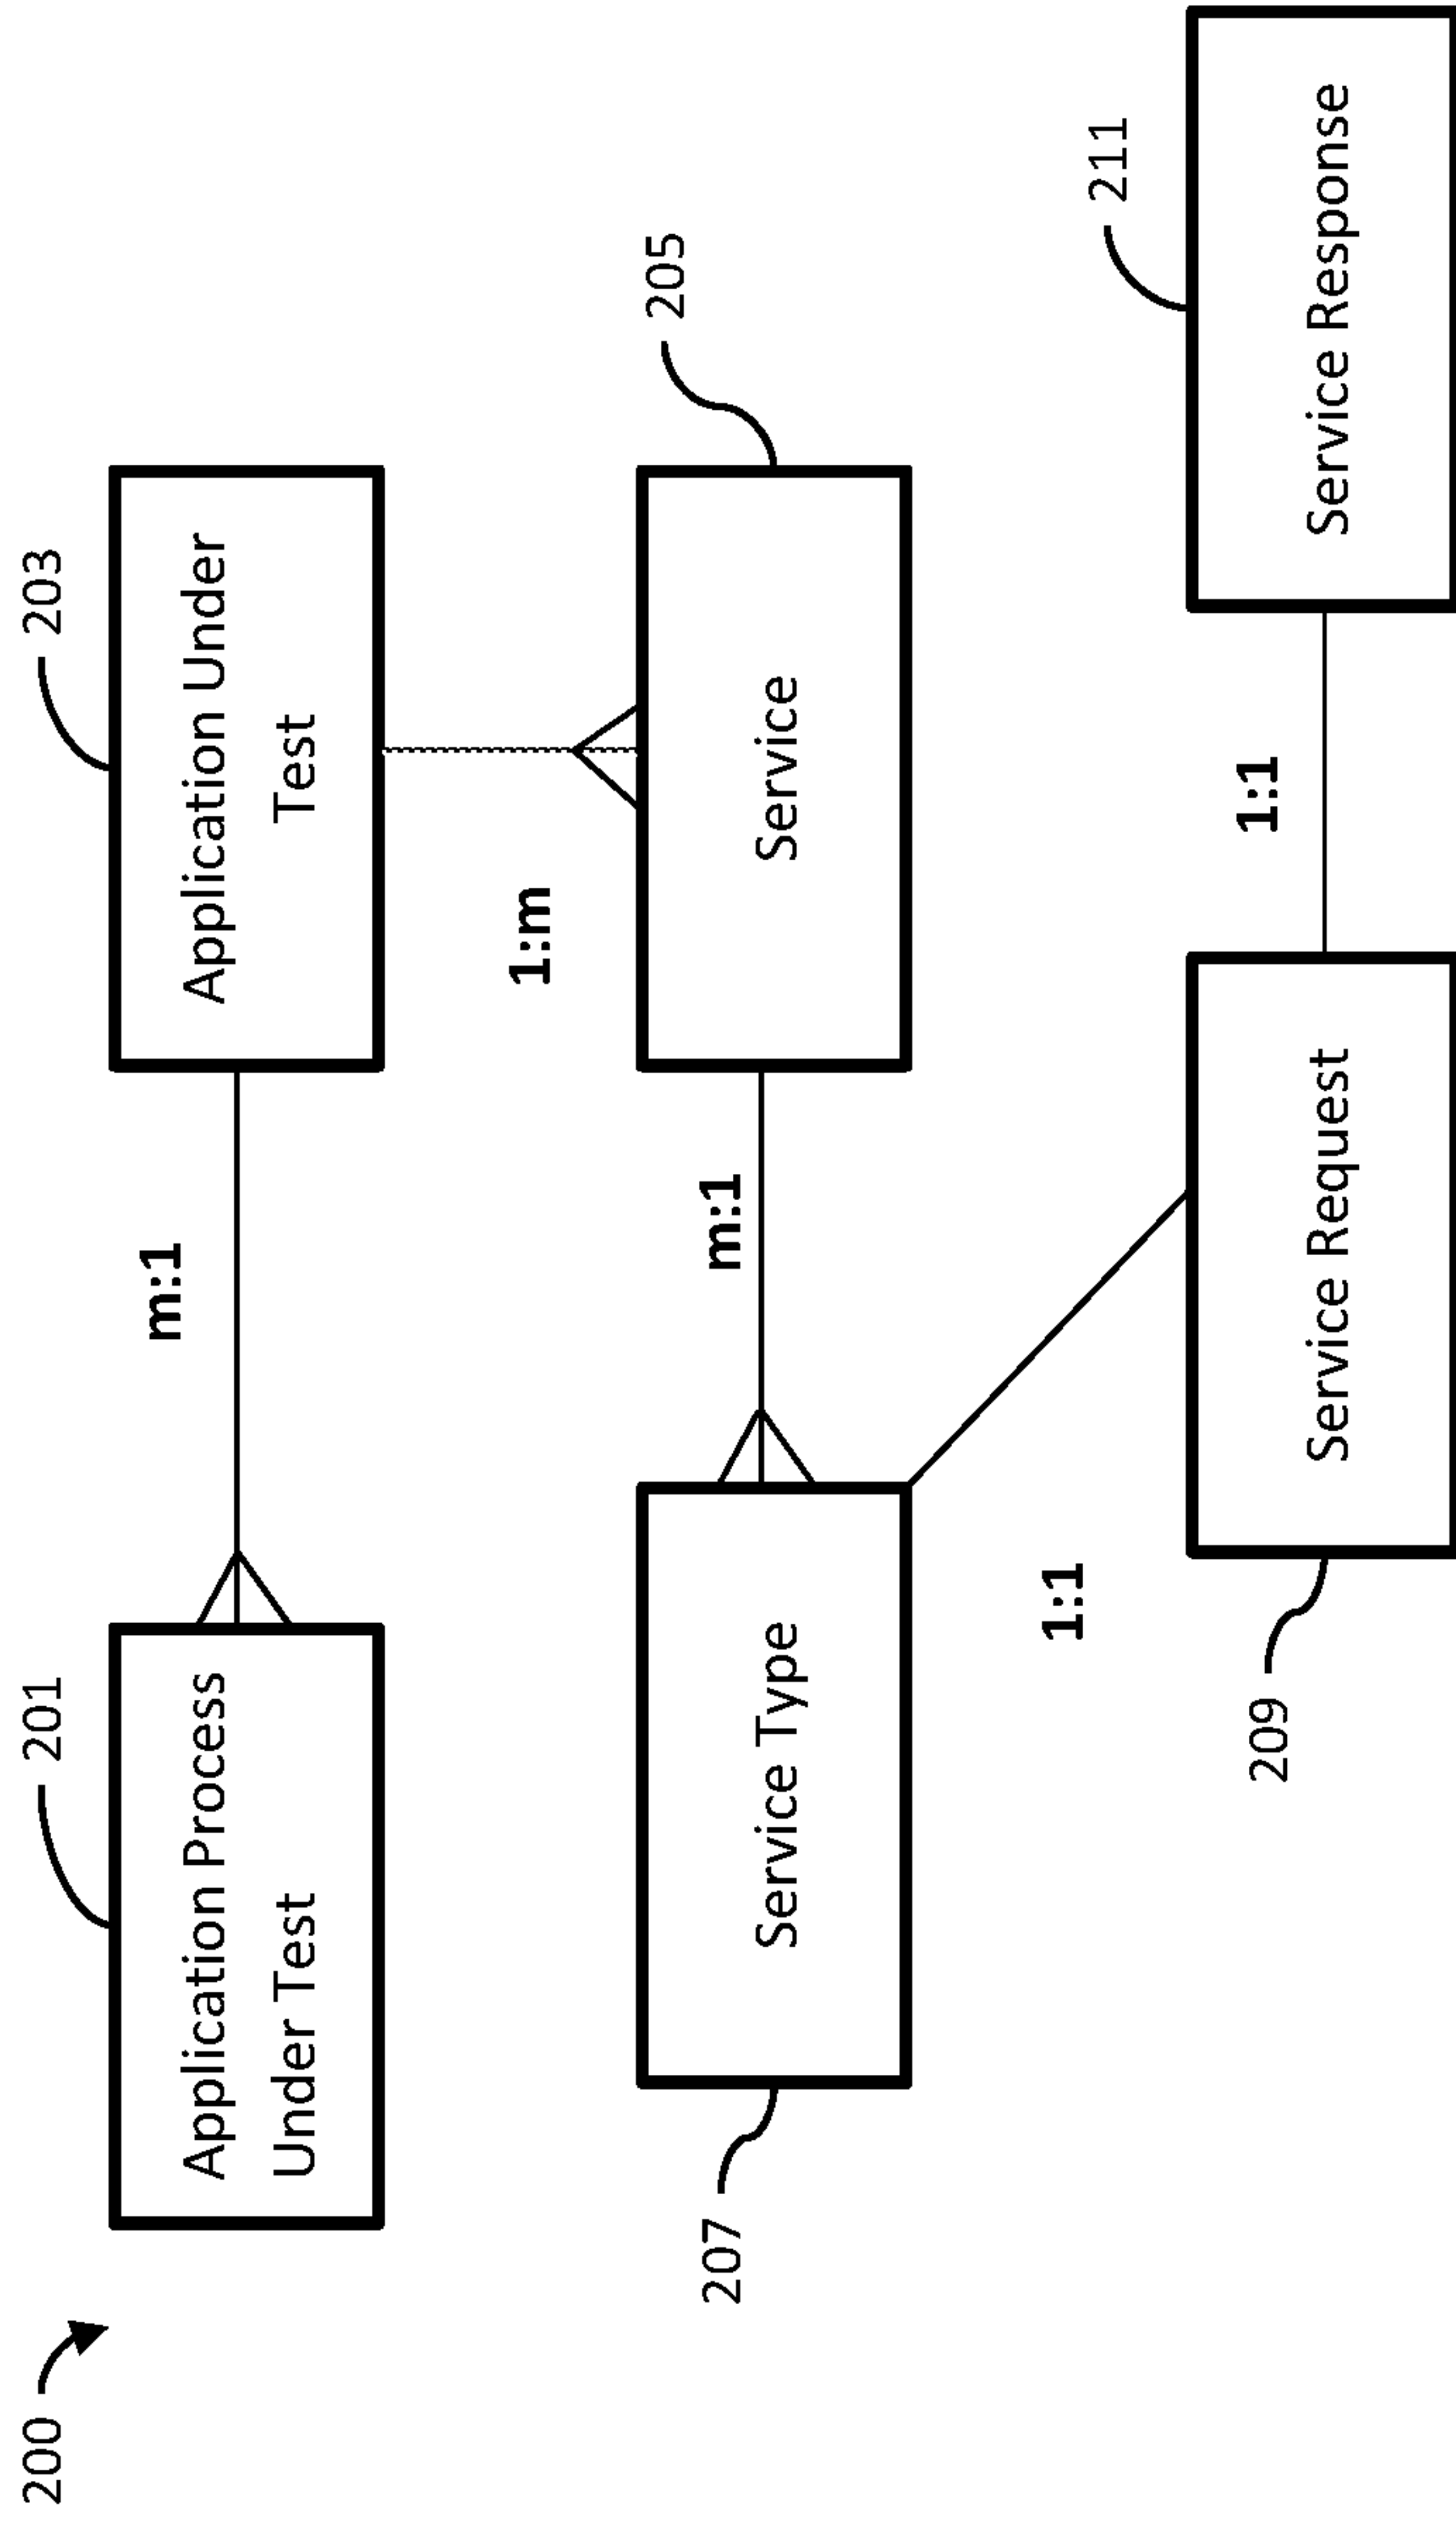 200
201
203
Application Process
Under Test
m:1
Application Under
Test
1:m
207
Service Type
m:1
Service
205
1:1
209
Service Request
1:1
Service Response
211